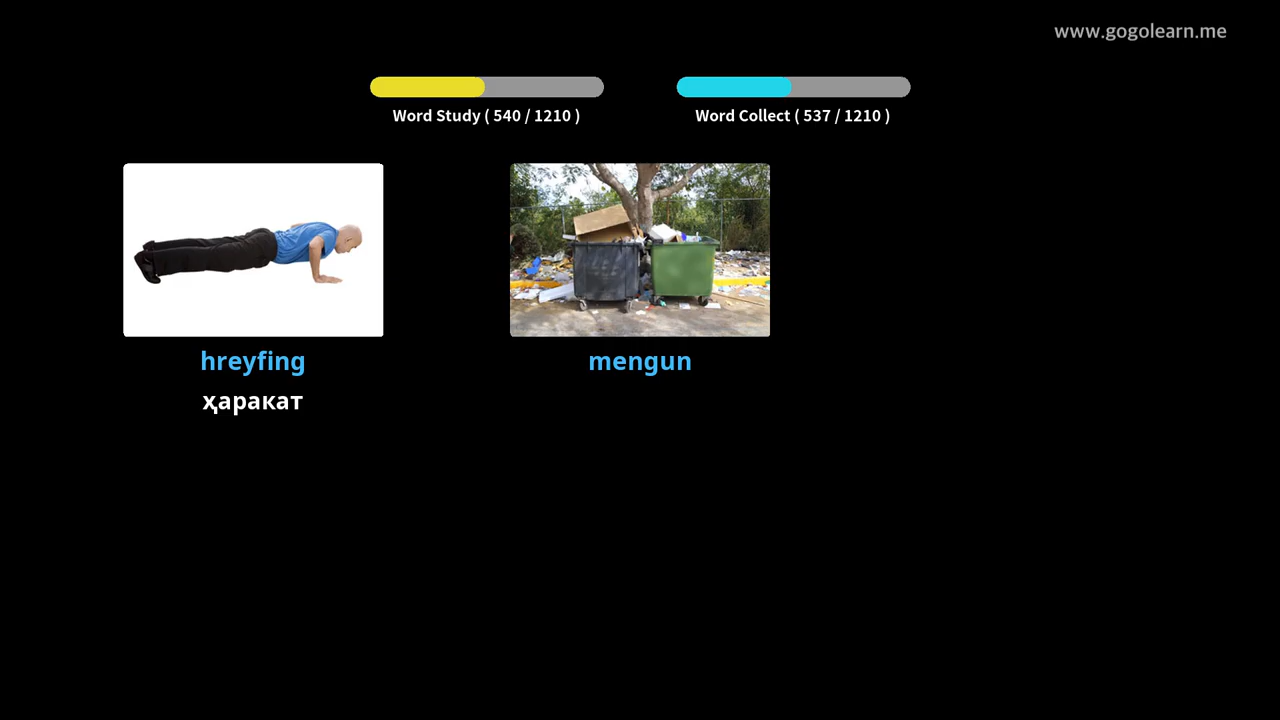 www.gogolearn.me
Word Study ( 540 / 1210 )
Word Collect ( 537 / 1210 )
hreyfing
mengun
ҳаракат